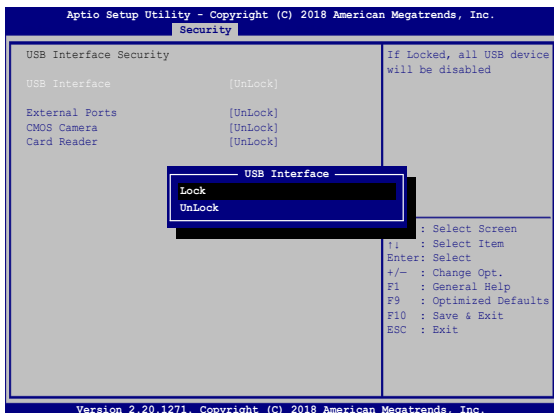 Aptio Setup Utility - Copyright (C) 2018 American Megatrends, Inc.
Security
USB Interface Security
USB Interface [UnLock]
External Ports [UnLock]
CMOS Camera [UnLock]
Card Reader [UnLock]
If Locked, all USB device
will be disabled
USB Interface
Lock
UnLock
: Select Screen
↑↓ : Select Item
Enter: Select
+/— : Change Opt.
F1 : General Help
F9 : Optimized Defaults
F10 : Save & Exit
ESC : Exit
Version 2.20.1271. Copyright (C) 2018 American Megatrends, Inc.